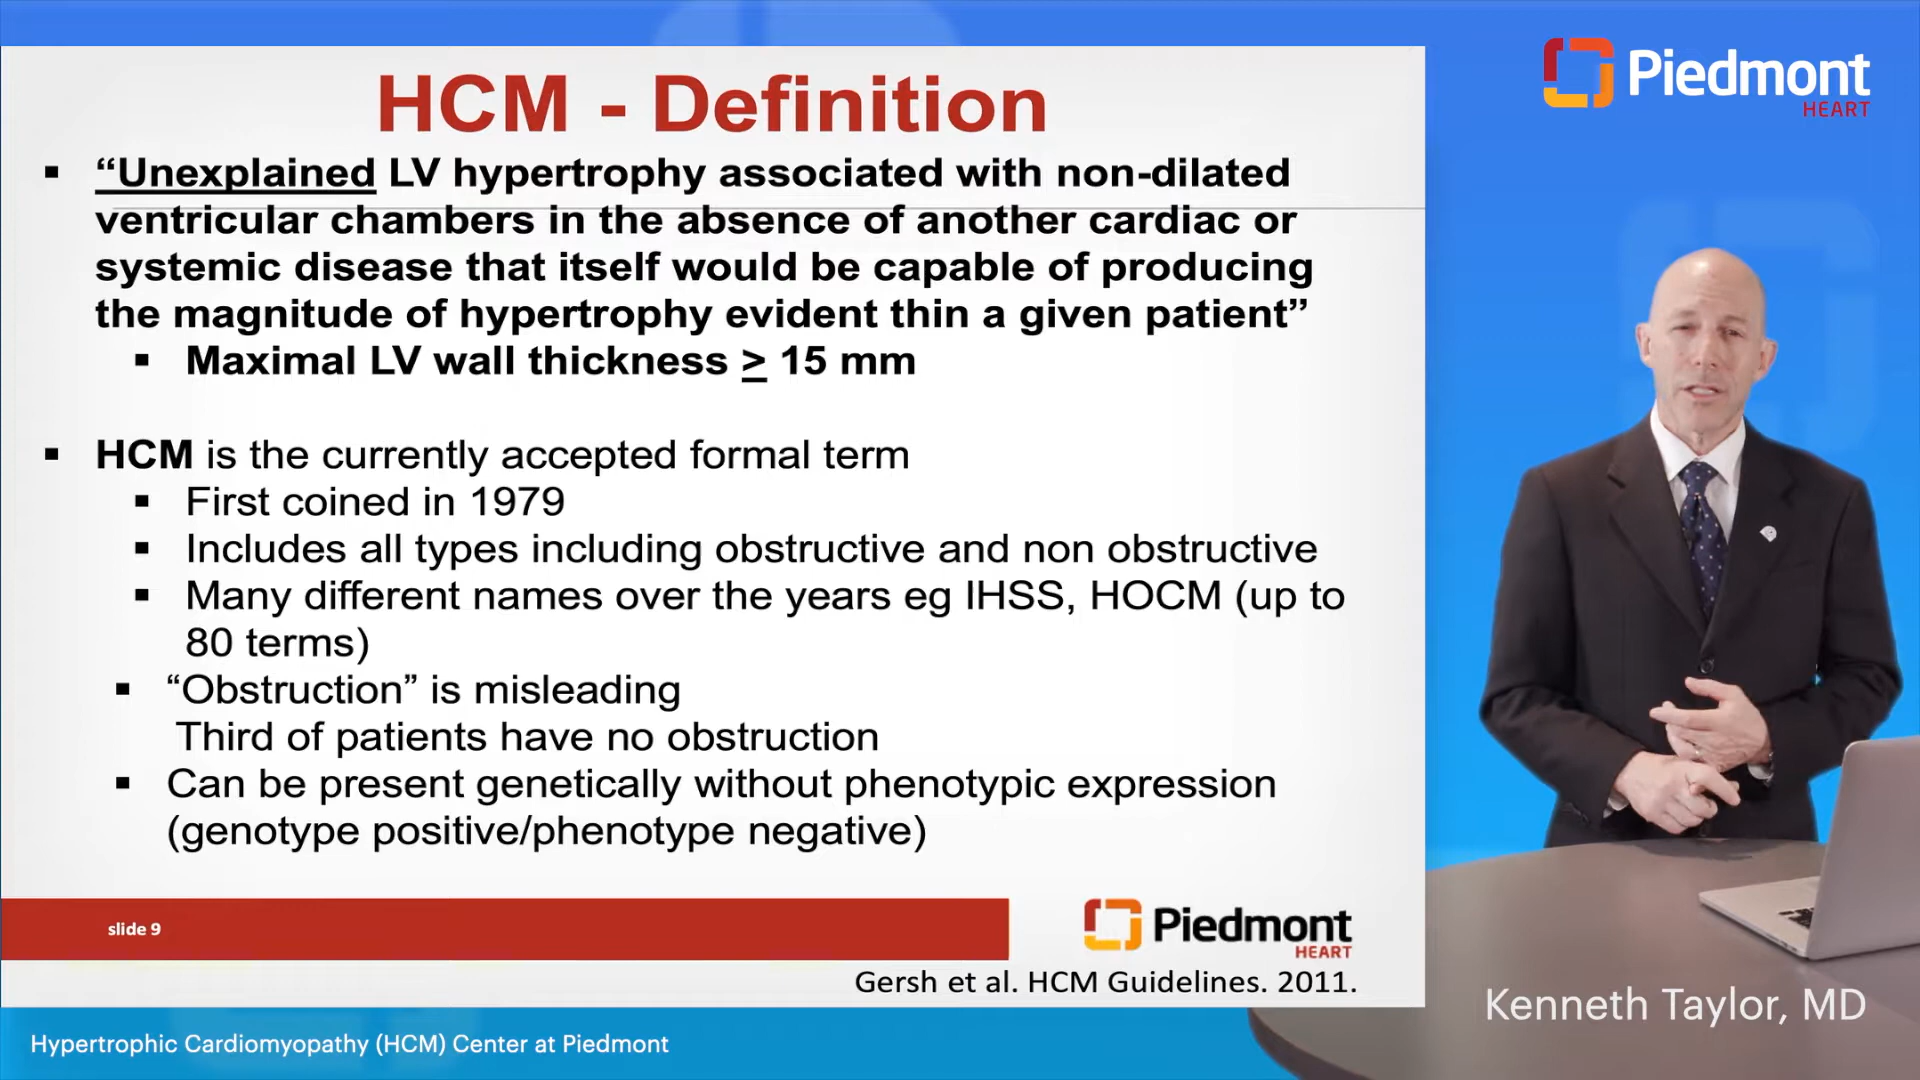 Piedmont
HEART
HCM - Definition
▪ “Unexplained LV hypertrophy associated with non-dilated
ventricular chambers in the absence of another cardiac or
systemic disease that itself would be capable of producing
the magnitude of hypertrophy evident thin a given patient”
▪ Maximal LV wall thickness ≥ 15 mm
▪ HCM is the currently accepted formal term
▪ First coined in 1979
▪ Includes all types including obstructive and non obstructive
▪ Many different names over the years eg IHSS, HOCM (up to
80 terms)
▪ “Obstruction” is misleading
Third of patients have no obstruction
▪ Can be present genetically without phenotypic expression
(genotype positive/phenotype negative)
slide 9
Piedmont
HEART
Gersh et al. HCM Guidelines. 2011.
Kenneth Taylor, MD
Hypertrophic Cardiomyopathy (HCM) Center at Piedmont